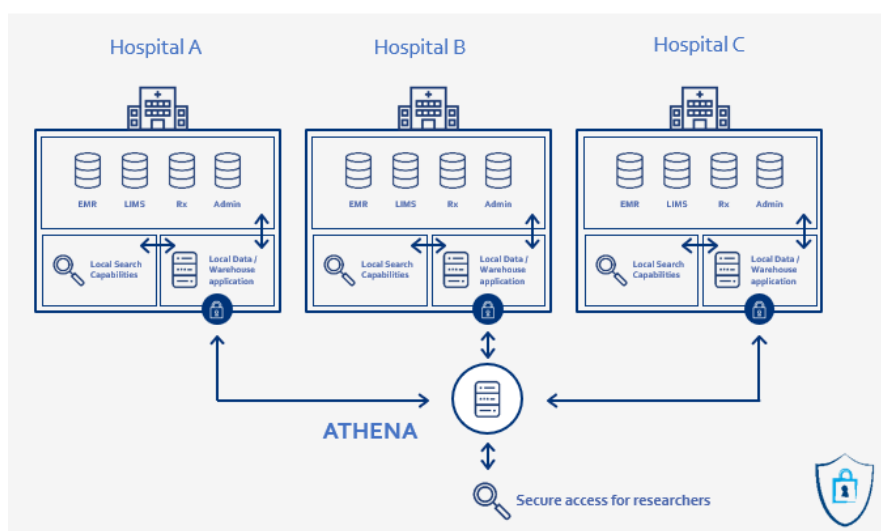 Hospital A
Hospital B
Hospital C
EMR
LIMS
Rx
Admin
EMR
LIMS
Rx
Admin
EMR
LIMS
Rx
Admin
Local Search
Capabilities
Local Data /
Warehouse
application
Local Search
Capabilities
Local Data /
Warehouse
application
Local Search
Capabilities
Local Data /
Warehouse
application
ATHENA
Secure access for researchers